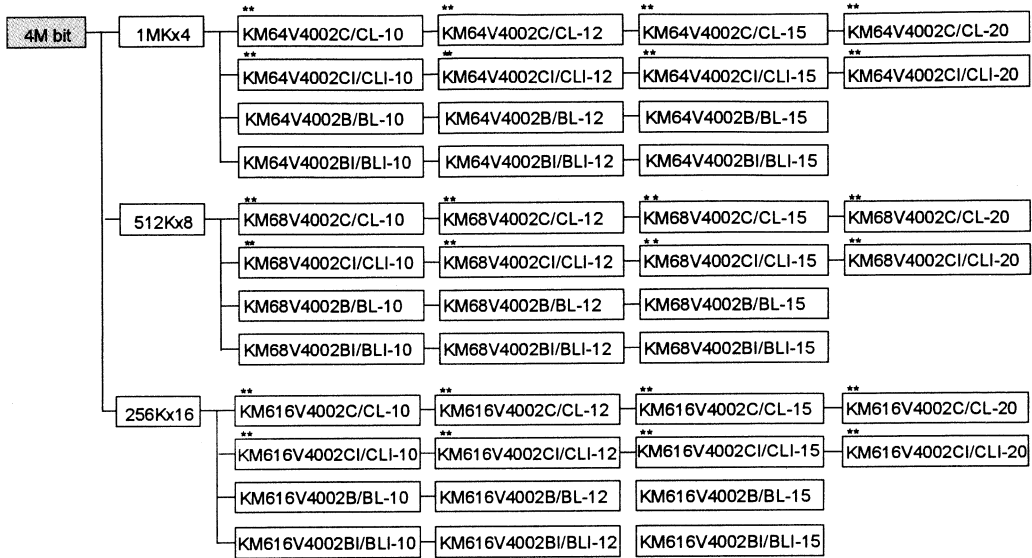 ** ** ** **
4M bit 1MKx4 KM64V4002C/CL-10 KM64V4002C/CL-12 KM64V4002C/CL-15 KM64V4002C/CL-20
** ** ** **
KM64V4002CI/CLI-10 KM64V4002CI/CLI-12 KM64V4002CI/CLI-15 KM64V4002CI/CLI-20
KM64V4002B/BL-10 KM64V4002B/BL-12 KM64V4002B/BL-15
KM64V4002BI/BLI-10 KM64V4002BI/BLI-12 KM64V4002BI/BLI-15
** ** ** **
512Kx8 KM68V4002C/CL-10 KM68V4002C/CL-12 KM68V4002C/CL-15 KM68V4002C/CL-20
** ** ** **
KM68V4002CI/CLI-10 KM68V4002CI/CLI-12 KM68V4002CI/CLI-15 KM68V4002CI/CLI-20
KM68V4002B/BL-10 KM68V4002B/BL-12 KM68V4002B/BL-15
KM68V4002BI/BLI-10 KM68V4002BI/BLI-12 KM68V4002BI/BLI-15
** ** ** **
256Kx16 KM616V4002C/CL-10 KM616V4002C/CL-12 KM616V4002C/CL-15 KM616V4002C/CL-20
** ** ** **
KM616V4002CI/CLI-10 KM616V4002CI/CLI-12 KM616V4002CI/CLI-15 KM616V4002CI/CLI-20
KM616V4002B/BL-10 KM616V4002B/BL-12 KM616V4002B/BL-15
KM616V4002BI/BLI-10 KM616V4002BI/BLI-12 KM616V4002BI/BLI-15